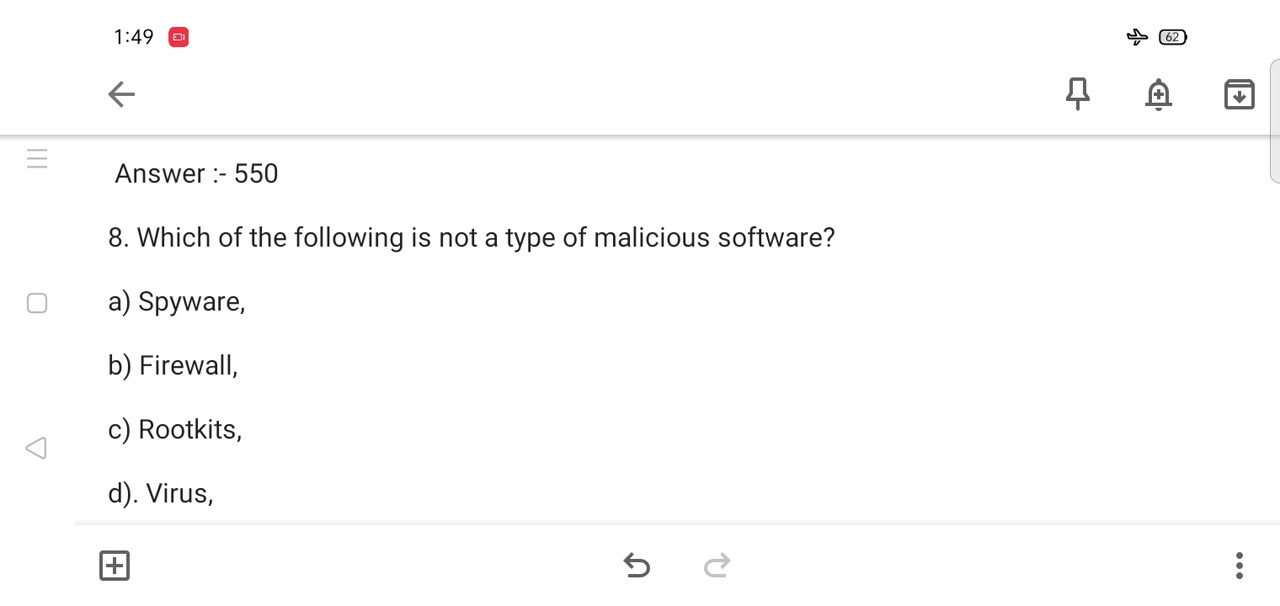 1:49
62
Answer :- 550
8. Which of the following is not a type of malicious software?
a) Spyware,
b) Firewall,
c) Rootkits,
d). Virus,